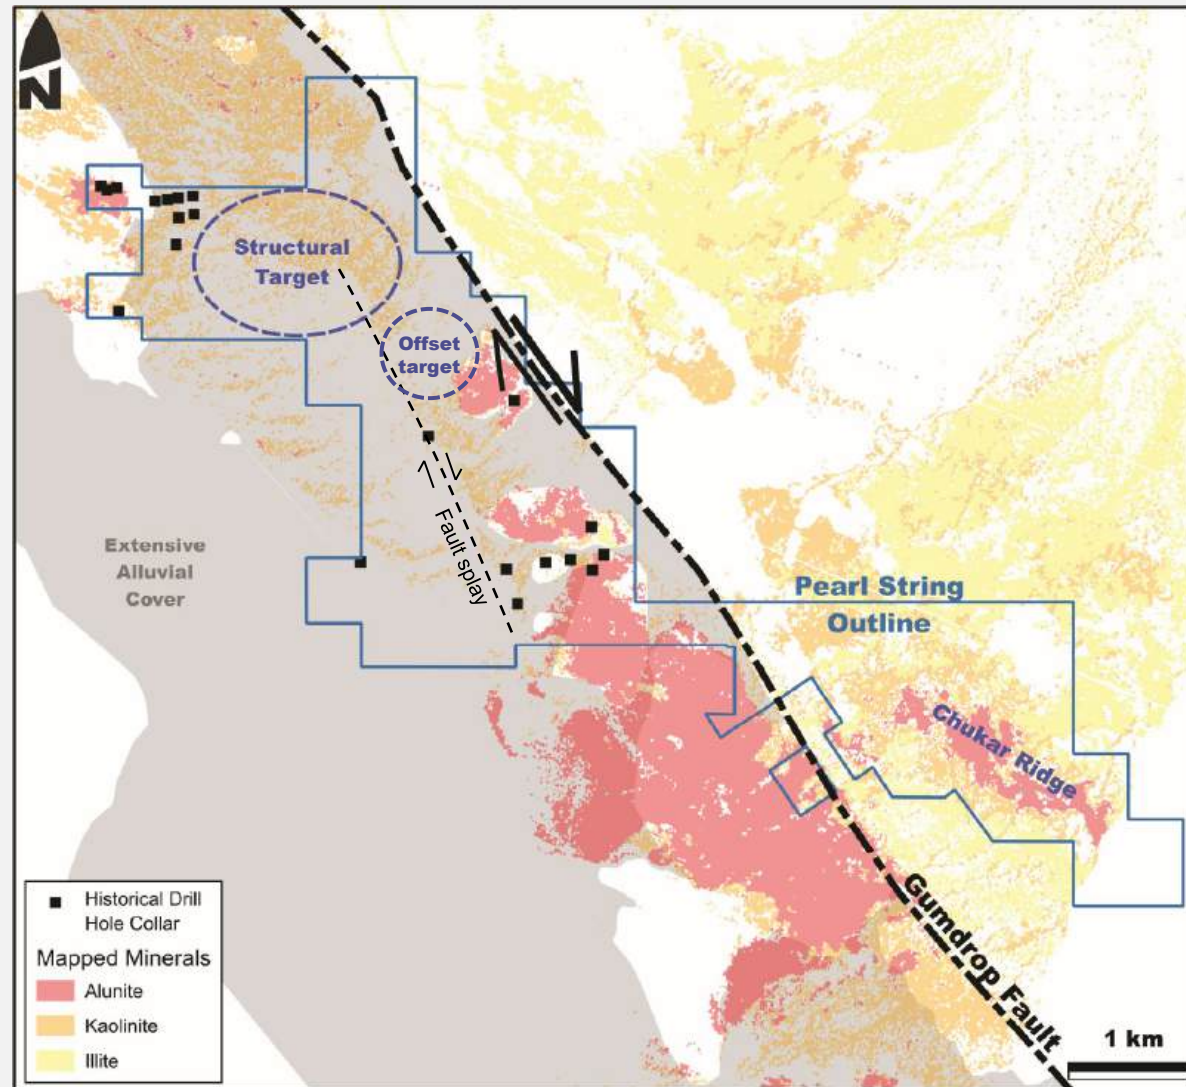 N
Structural
Target
Offset
target
Extensive
Alluvial
Cover
Fault splay
Pearl String
Outline
Chukar Ridge
Gumdrop Fault
1 km
Historical Drill
Hole Collar
Mapped Minerals
Alunite
Kaolinite
Illite